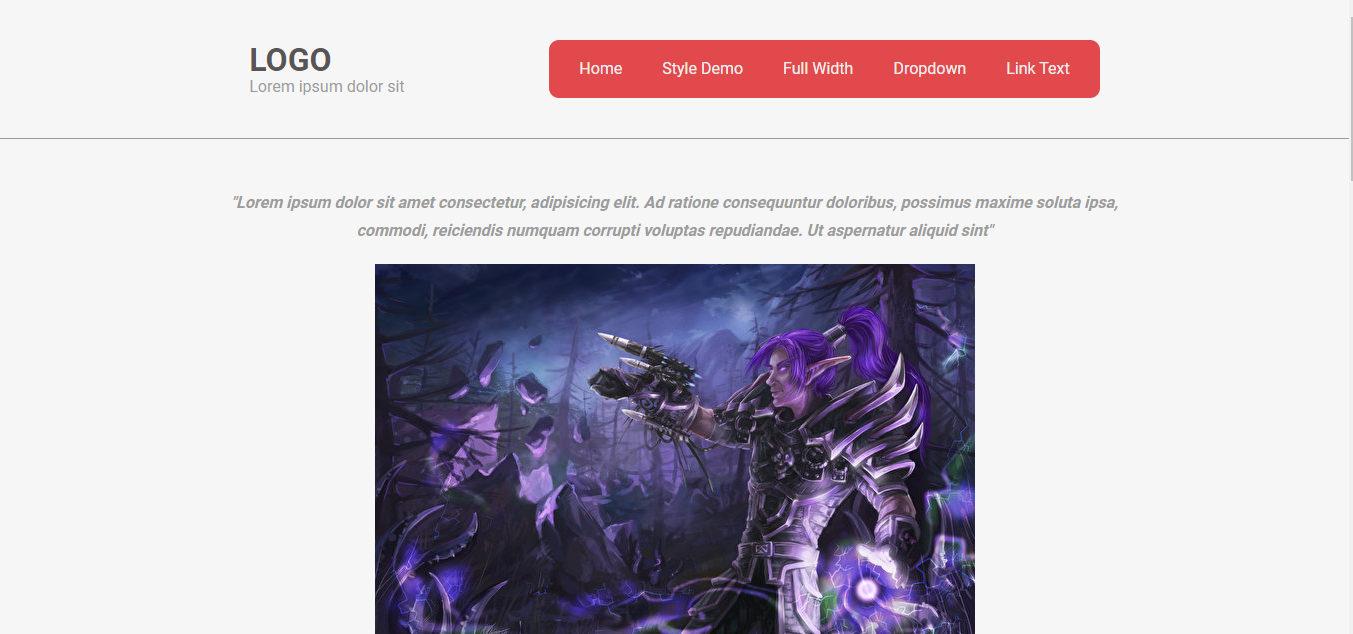 LOGO
Lorem ipsum dolor sit
Home
Style Demo
Full Width
Dropdown
Link Text
"Lorem ipsum dolor sit amet consectetur, adipisicing elit. Ad ratione consequuntur doloribus, possimus maxime soluta ipsa,
commodi, reiciendis numquam corrupti voluptas repudiandae. Ut aspernatur aliquid sint"